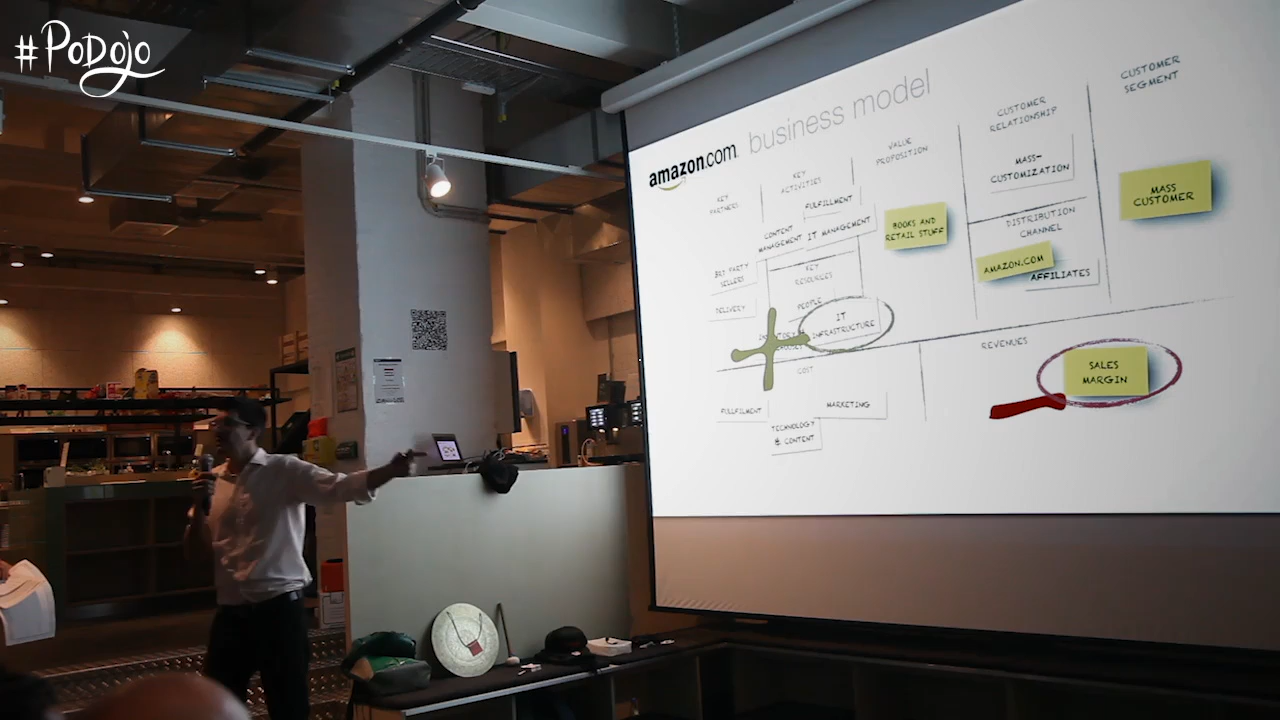 #PODOJO
amazon.com business model
KEY
PARTNERS
3RD PARTY
SELLERS
DELIVERY
KEY
ACTIVITIES
FULFILLMENT
CONTENT
MANAGEMENT
IT MANAGEMENT
KEY
RESOURCES
PEOPLE
IT
INFRASTRUCTURE
VALUE
PROPOSITION
BOOKS AND
RETAIL STUFF
CUSTOMER
RELATIONSHIP
MASS-
CUSTOMIZATION
DISTRIBUTION
CHANNEL
AMAZON.COM
AFFILIATES
CUSTOMER
SEGMENT
MASS
CUSTOMER
COST
FULLFILMENT
MARKETING
TECHNOLOGY
& CONTENT
REVENUES
SALES
MARGIN